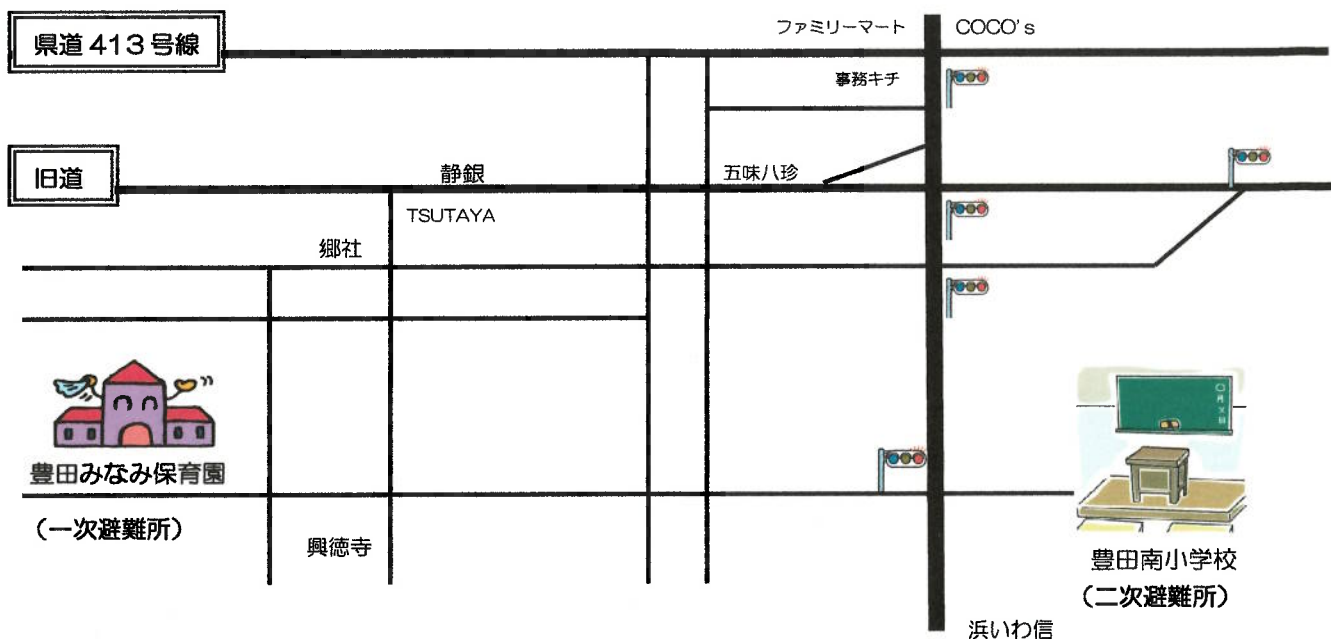 県道413号線
ファミリーマート
COCO's
事務キチ
旧道
静銀
五味八珍
TSUTAYA
郷社
豊田みなみ保育園
(一次避難所)
興徳寺
豊田南小学校
(二次避難所)
浜いわ信